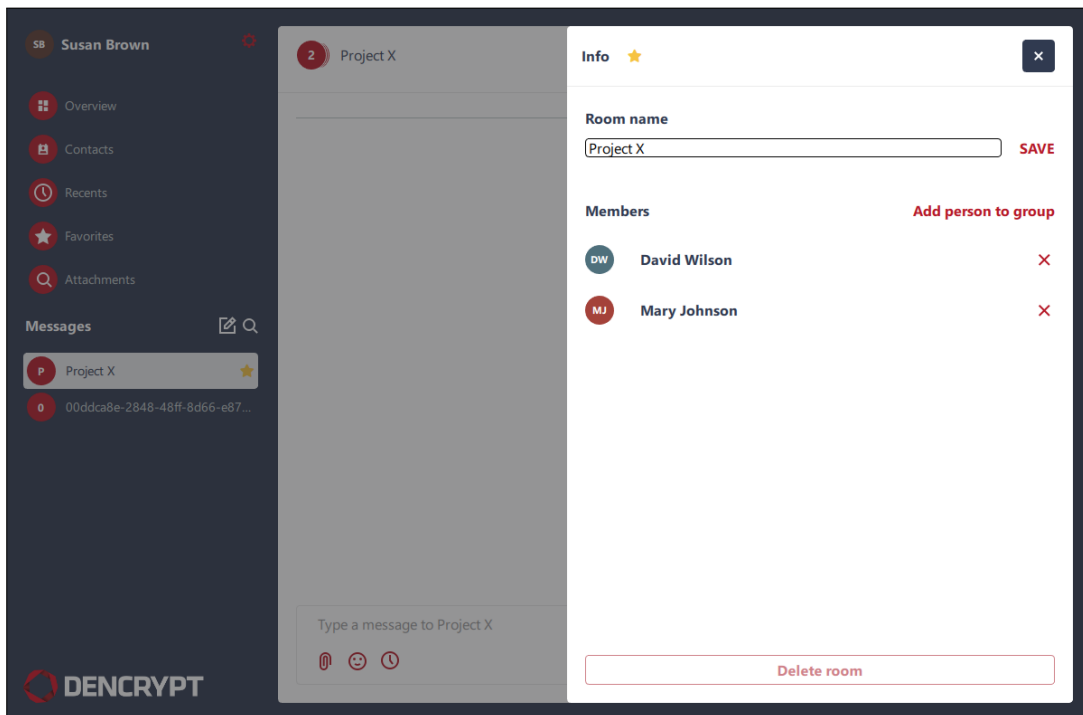 SB Susan Brown
Overview
Contacts
Recents
Favorites
Attachments
Messages
P Project X
0 00ddca8e-2848-48ff-8d66-e87...
DENCRYPT
2 Project X
Type a message to Project X
Info
Room name
Project X SAVE
Members Add person to group
DW David Wilson
MJ Mary Johnson
Delete room